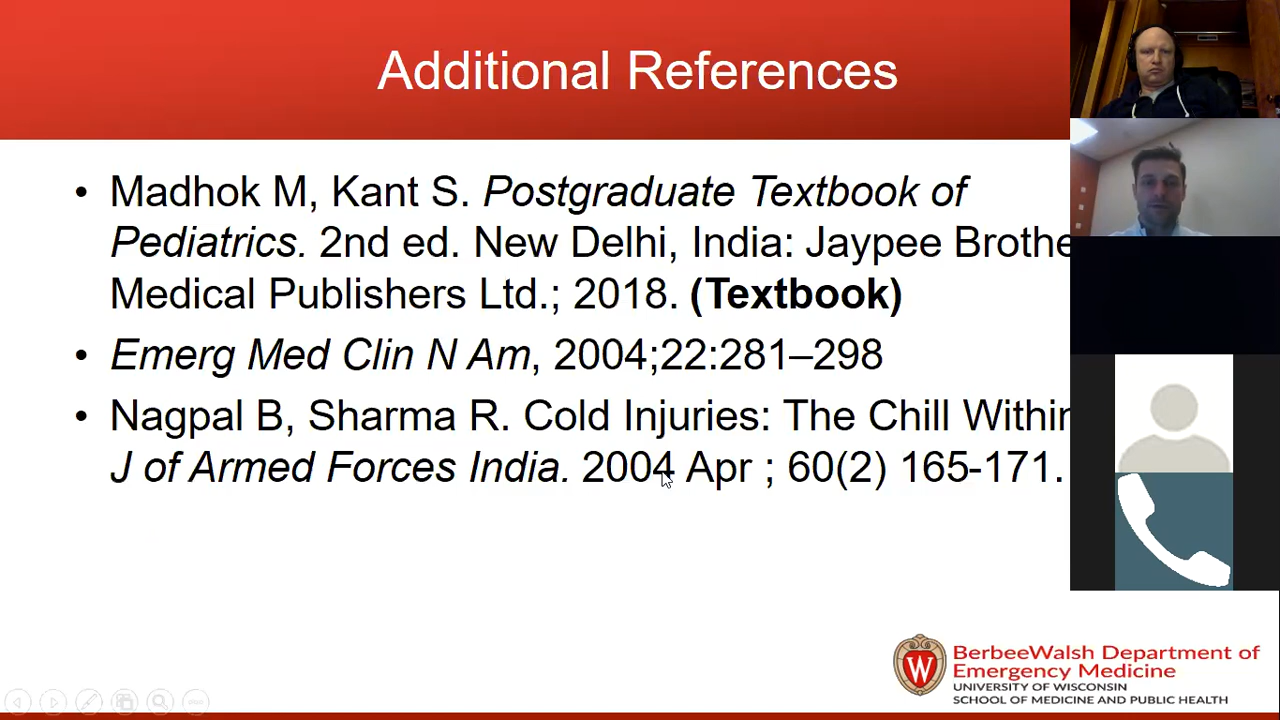 Additional References
• Madhok M, Kant S. Postgraduate Textbook of
Pediatrics. 2nd ed. New Delhi, India: Jaypee Brothe
Medical Publishers Ltd.; 2018. (Textbook)
• Emerg Med Clin N Am, 2004;22:281–298
• Nagpal B, Sharma R. Cold Injuries: The Chill Within
J of Armed Forces India. 2004 Apr ; 60(2) 165-171.
W
BerbeeWalsh Department of
Emergency Medicine
UNIVERSITY OF WISCONSIN
SCHOOL OF MEDICINE AND PUBLIC HEALTH